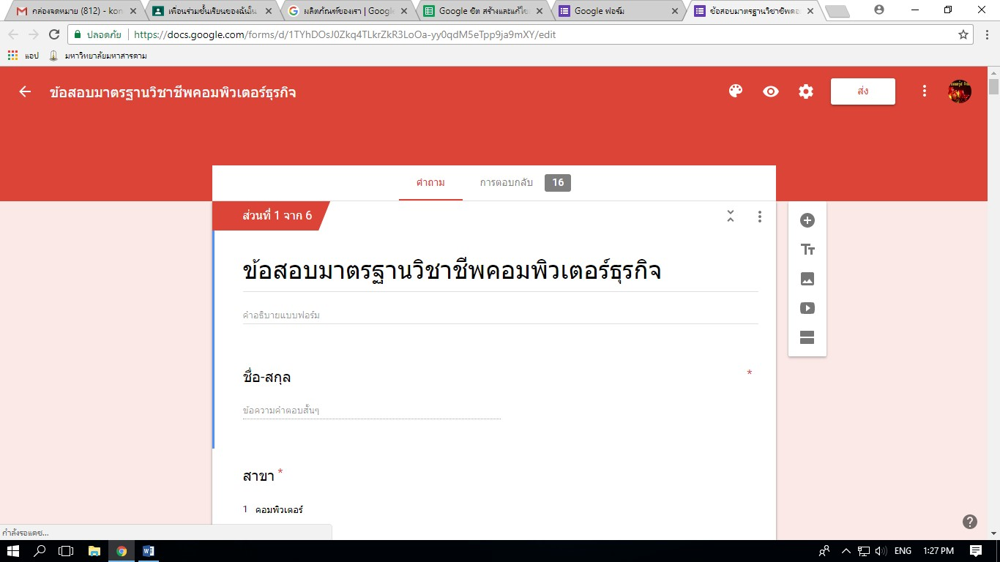 กล่องจดหมาย (812) - kon
เพื่อนร่วมชั้นเรียนของฉันใน
ผลิตภัณฑ์ของเรา | Google
Google ชีต สร้างและแก้ไข
Google ฟอร์ม
ข้อสอบมาตรฐานวิชาชีพคอ
ปลอดภัย
https://docs.google.com/forms/d/1TYhDOsJ0Zkq4TLkrZkR3LoOa-yy0qdM5eTpp9ja9mXY/edit
แอป
มหาวิทยาลัยมหาสารคาม
ข้อสอบมาตรฐานวิชาชีพคอมพิวเตอร์ธุรกิจ
ส่ง
คำถาม
การตอบกลับ 16
ส่วนที่ 1 จาก 6
ข้อสอบมาตรฐานวิชาชีพคอมพิวเตอร์ธุรกิจ
คำอธิบายแบบฟอร์ม
ชื่อ-สกุล *
ข้อความคำตอบสั้นๆ
สาขา *
1 คอมพิวเตอร์
กำลังรอแคช...
ENG
1:27 PM